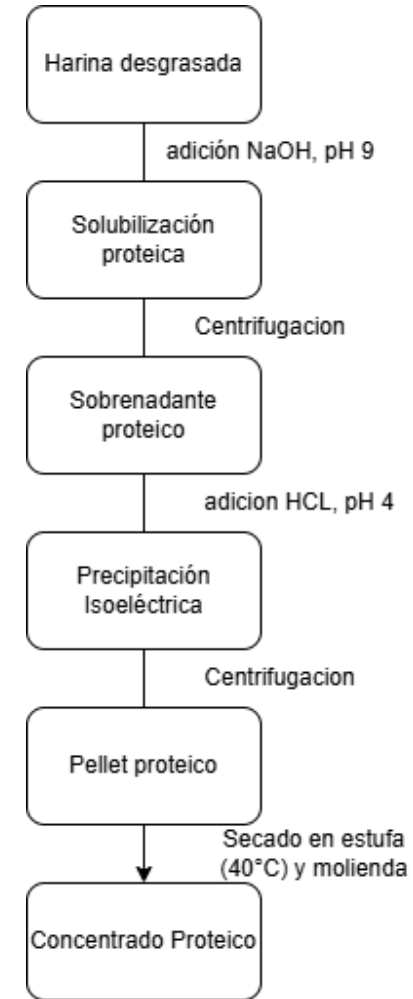 Harina desgrasada
adición NaOH, pH 9
Solubilización
proteica
Centrifugacion
Sobrenadante
proteico
adicion HCL, pH 4
Precipitación
Isoeléctrica
Centrifugacion
Pellet proteico
Secado en estufa
(40°C) y molienda
Concentrado Proteico